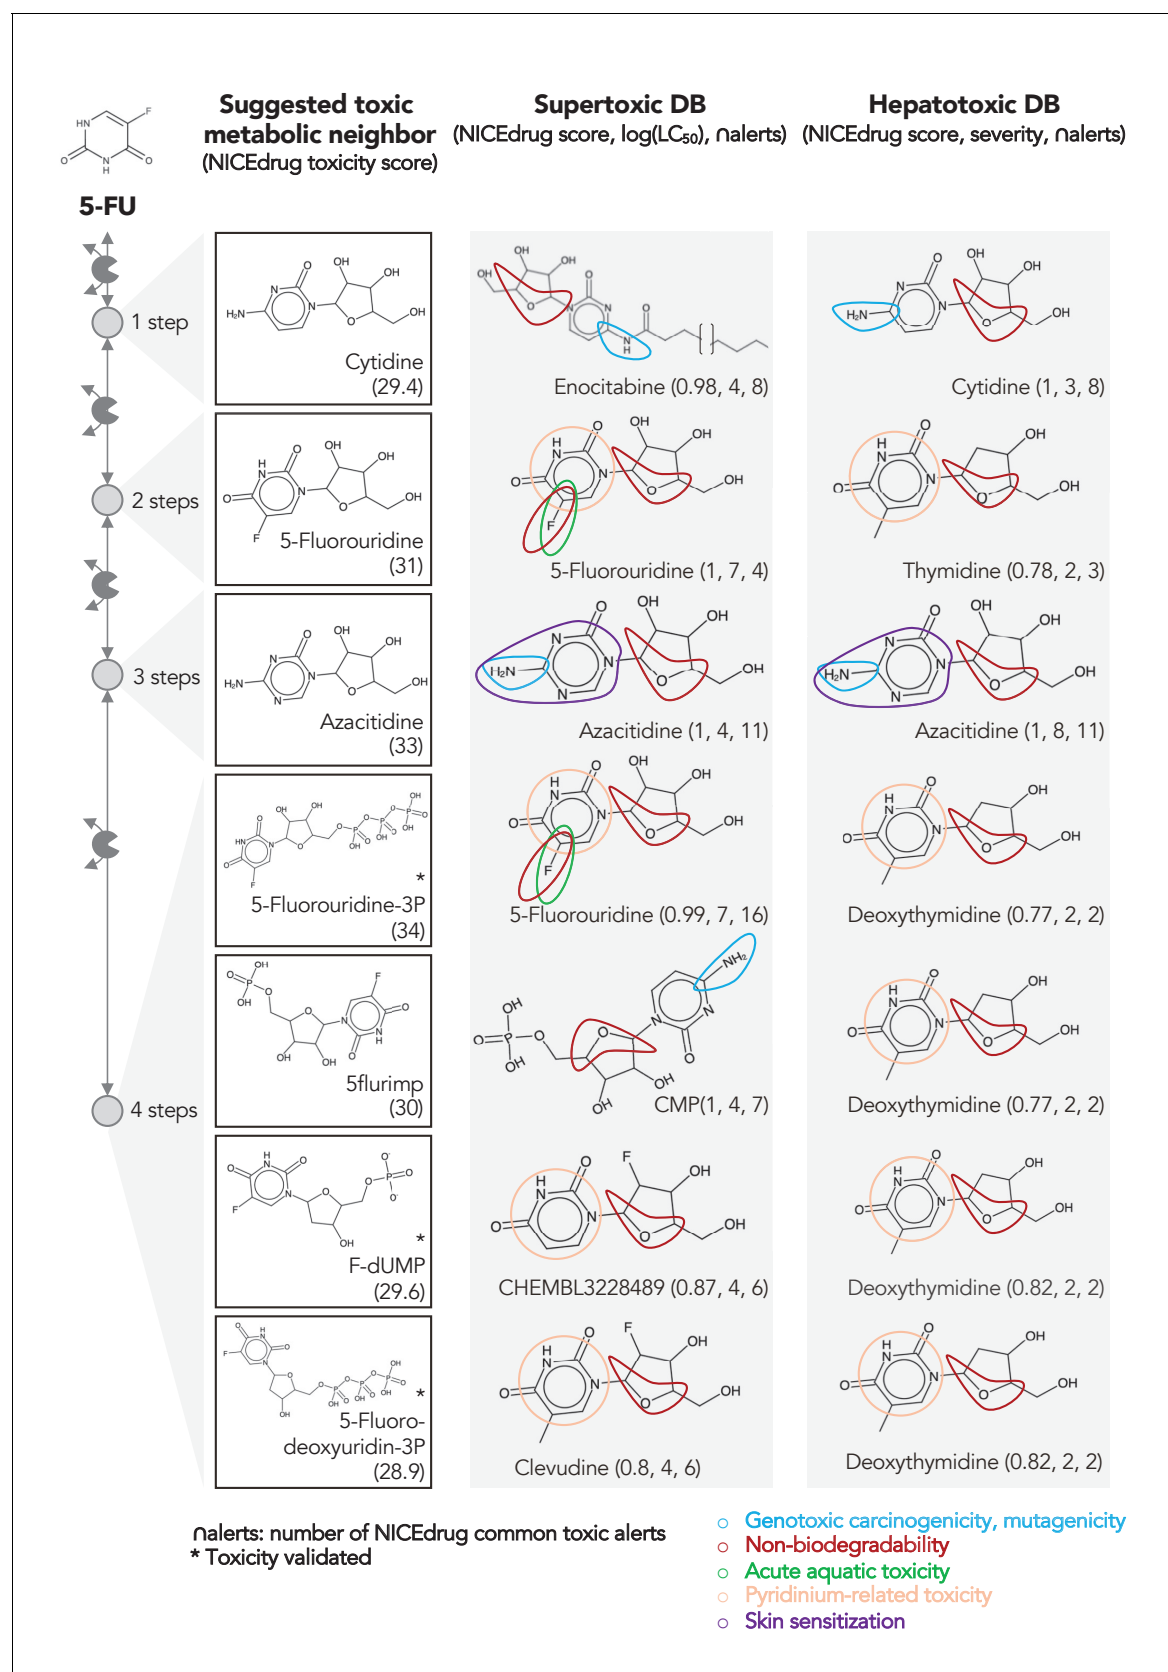 Suggested toxic
metabolic neighbor
(NICEdrug toxicity score)
Supertoxic DB
(NICEdrug score, log(LC₅₀), ∩alerts)
Hepatotoxic DB
(NICEdrug score, severity, ∩alerts)
5-FU
1 step
Cytidine
(29.4)
Enocitabine (0.98, 4, 8)
Cytidine (1, 3, 8)
2 steps
5-Fluorouridine
(31)
5-Fluorouridine (1, 7, 4)
Thymidine (0.78, 2, 3)
3 steps
Azacitidine
(33)
Azacitidine (1, 4, 11)
Azacitidine (1, 8, 11)
*
5-Fluorouridine-3P
(34)
5-Fluorouridine (0.99, 7, 16)
Deoxythymidine (0.77, 2, 2)
4 steps
5flurimp
(30)
CMP(1, 4, 7)
Deoxythymidine (0.77, 2, 2)
*
F-dUMP
(29.6)
CHEMBL3228489 (0.87, 4, 6)
Deoxythymidine (0.82, 2, 2)
*
5-Fluoro-
deoxyuridin-3P
(28.9)
Clevudine (0.8, 4, 6)
Deoxythymidine (0.82, 2, 2)
∩alerts: number of NICEdrug common toxic alerts
* Toxicity validated
Genotoxic carcinogenicity, mutagenicity
Non-biodegradability
Acute aquatic toxicity
Pyridinium-related toxicity
Skin sensitization